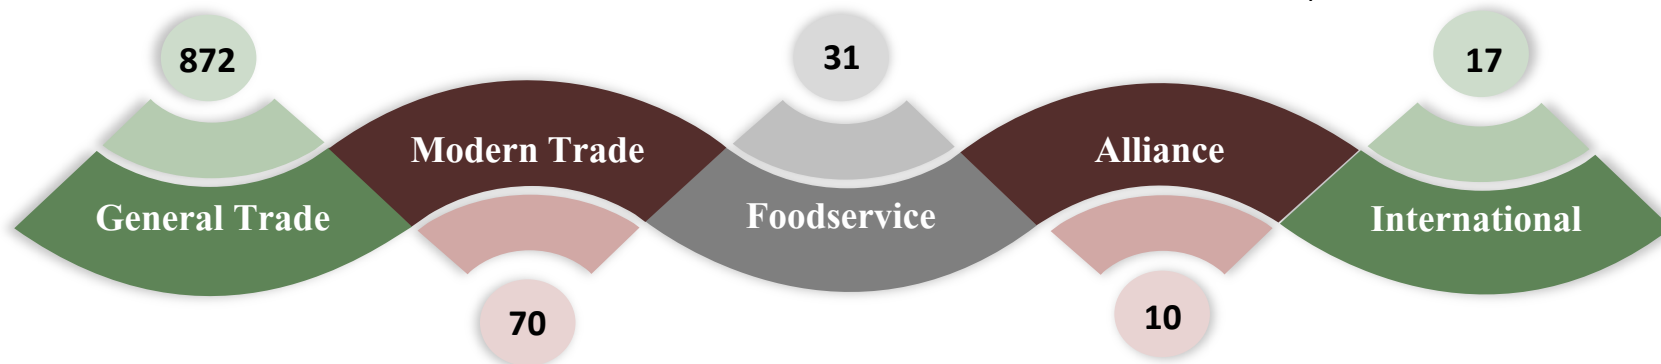 872
General Trade
Modern Trade
70
31
Foodservice
Alliance
10
17
International